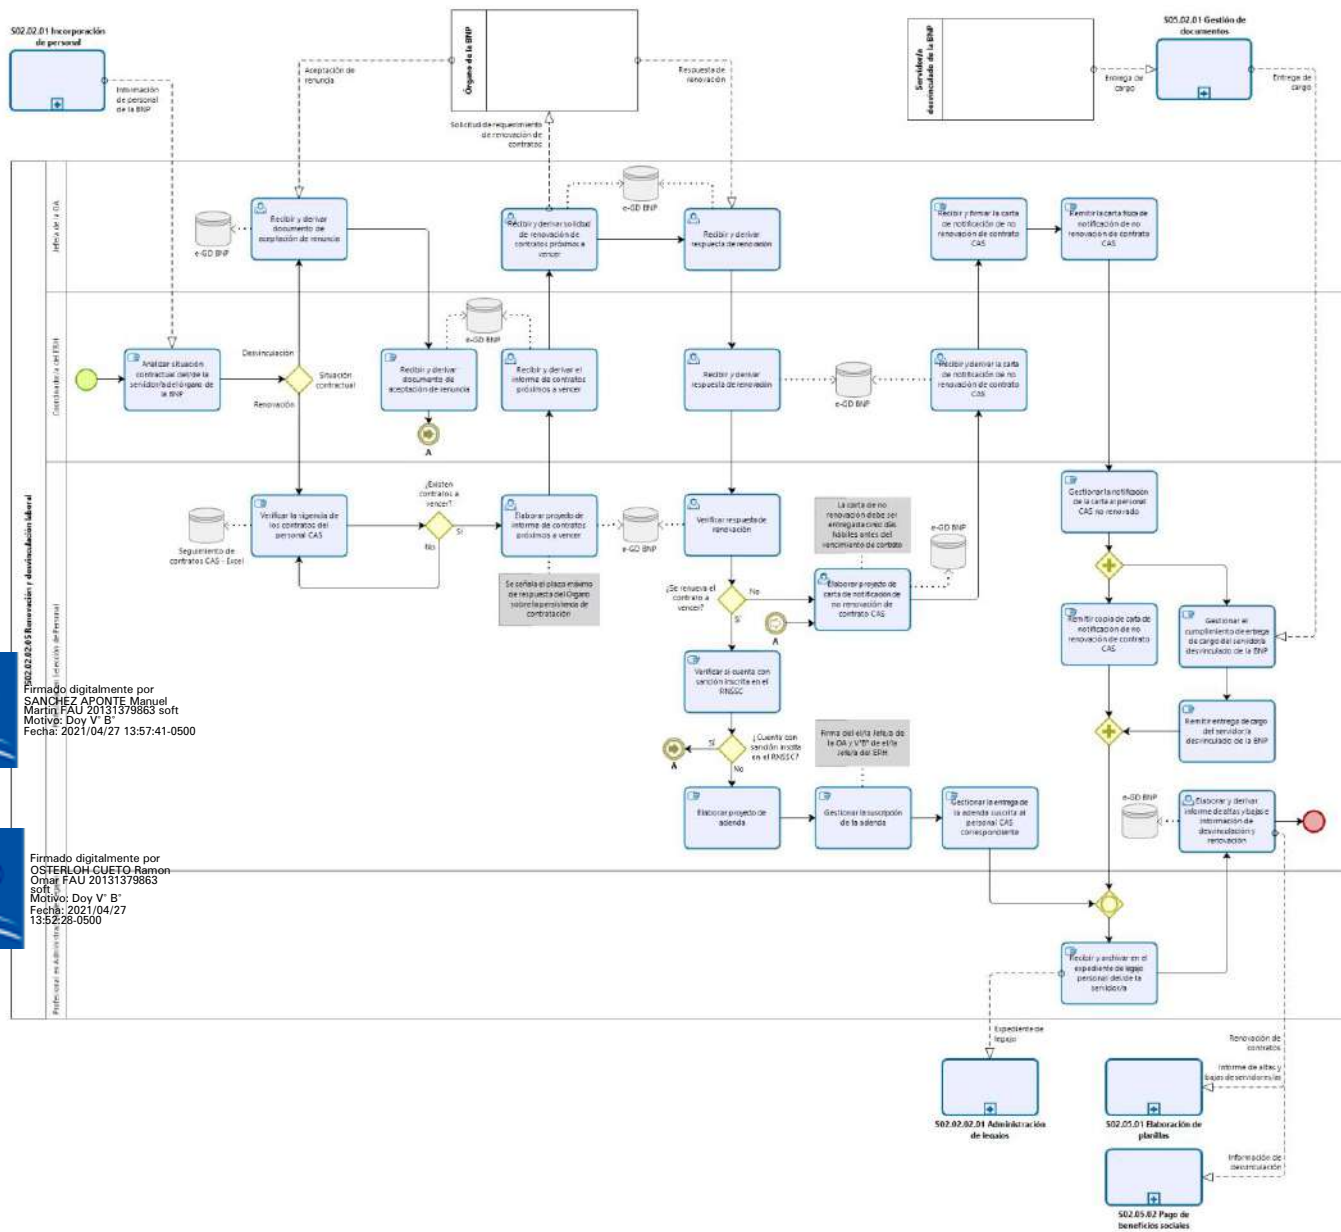 S02.02.01 Incorporación
de personal
Información
de personal
de la BNP
Aceptación de
renuncia
Órgano de la BNP
Respuesta de
renovación
Solicitud de requerimiento
de renovación de
contratos
Servidor/a
desvinculado de la BNP
Entrega de
cargo
S05.02.01 Gestión de
documentos
Entrega de
cargo
S02.02.02.05 Renovación y desvinculación laboral
Jefe/a de la OA
Recibir y derivar
documento de
aceptación de renuncia
e-GD BNP
Recibir y derivar solicitud
de renovación de
contratos próximos a
vencer
e-GD BNP
Recibir y derivar
respuesta de renovación
Recibir y firmar la carta
de notificación de no
renovación de contrato
CAS
Remitir la carta física de
notificación de no
renovación de contrato
CAS
Coordinador/a del ERH
Analizar situación
contractual del/de la
servidor/a del órgano de
la BNP
Desvinculación
Situación
contractual
Renovación
Recibir y derivar
documento de
aceptación de renuncia
A
e-GD BNP
Recibir y derivar el
informe de contratos
próximos a vencer
Recibir y derivar
respuesta de renovación
e-GD BNP
Recibir y derivar la carta
de notificación de no
renovación de contrato
CAS
Selección de Personal
Seguimiento de
contratos CAS - Excel
Verificar la vigencia de
los contratos del
personal CAS
¿Existen
contratos a
vencer?
Sí
No
Elaborar proyecto de
informe de contratos
próximos a vencer
Se señala el plazo máximo
de respuesta del Órgano
sobre la persistencia de
contratación
e-GD BNP
Verificar respuesta de
renovación
¿Se renueva el
contrato a
vencer?
No
Sí
A
La carta de no
renovación debe ser
entregada cinco días
hábiles antes del
vencimiento de contrato
e-GD BNP
Elaborar proyecto de
carta de notificación de
no renovación de
contrato CAS
Gestionar la notificación
de la carta al personal
CAS no renovado
Remitir copia de carta de
notificación de no
renovación de contrato
CAS
Gestionar el
cumplimiento de entrega
de cargo del servidor/a
desvinculado de la BNP
Remitir entrega de cargo
del servidor/a
desvinculado de la BNP
Verificar si cuenta con
sanción inscrita en el
RNSSC
¿Cuenta con
sanción inscrita
en el RNSSC?
Sí
No
A
Firma del el/la Jefe/a de
la OA y V°B° de el/la
Jefe/a del ERH
Elaborar proyecto de
adenda
Gestionar la suscripción
de la adenda
Gestionar la entrega de
la adenda suscrita al
personal CAS
correspondiente
e-GD BNP
Elaborar y derivar
informe de altas y bajas e
información de
desvinculación y
renovación
Recibir y archivar en el
expediente de legajo
personal del/de la
servidor/a
Expediente de
legajo
S02.02.02.01 Administración
de legajos
Renovación de
contratos
Informe de altas y
bajas de servidores/as
S02.05.01 Elaboración de
planillas
Información de
desvinculación
S02.05.02 Pago de
beneficios sociales
Firmado digitalmente por
SANCHEZ APONTE Manuel
Martin FAU 20131379863 soft
Motivo: Doy V° B°
Fecha: 2021/04/27 13:57:41-0500
Firmado digitalmente por
OSTERLOH CUETO Ramon
Omar FAU 20131379863
soft
Motivo: Doy V° B°
Fecha: 2021/04/27
13:52:28-0500